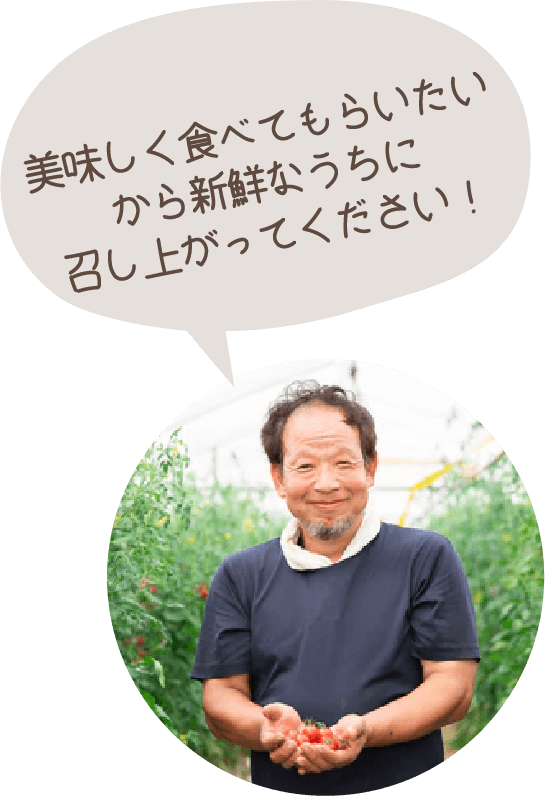 美味しく食べてもらいたい
から新鮮なうちに
召し上がってください！